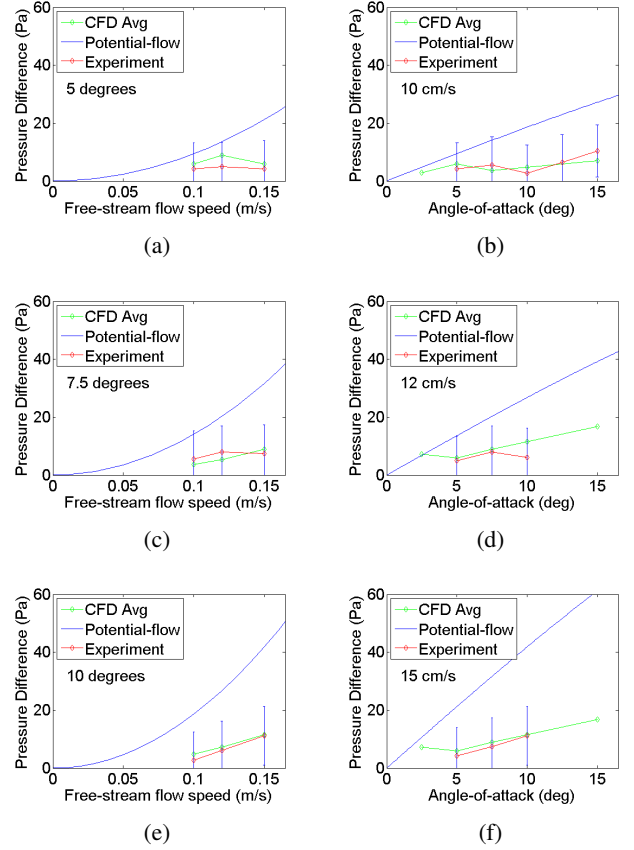 60
CFD Avg
Potential-flow
Experiment
5 degrees
40
20
0
0 0.05 0.1 0.15
Pressure Difference (Pa)
Free-stream flow speed (m/s)
(a)
60
CFD Avg
Potential-flow
Experiment
10 cm/s
40
20
0
0 5 10 15
Pressure Difference (Pa)
Angle-of-attack (deg)
(b)
60
CFD Avg
Potential-flow
Experiment
7.5 degrees
40
20
0
0 0.05 0.1 0.15
Pressure Difference (Pa)
Free-stream flow speed (m/s)
(c)
60
CFD Avg
Potential-flow
Experiment
12 cm/s
40
20
0
0 5 10 15
Pressure Difference (Pa)
Angle-of-attack (deg)
(d)
60
CFD Avg
Potential-flow
Experiment
10 degrees
40
20
0
0 0.05 0.1 0.15
Pressure Difference (Pa)
Free-stream flow speed (m/s)
(e)
60
CFD Avg
Potential-flow
Experiment
15 cm/s
40
20
0
0 5 10 15
Pressure Difference (Pa)
Angle-of-attack (deg)
(f)